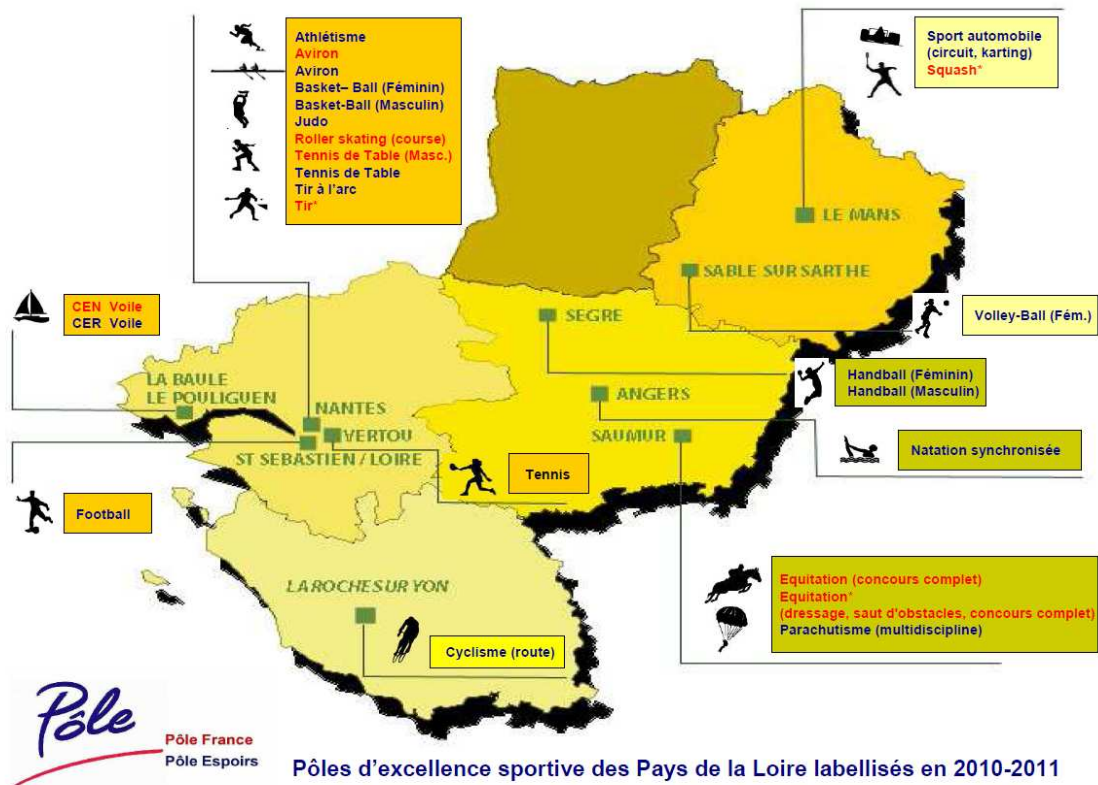 Athlétisme
Aviron
Aviron
Basket– Ball (Féminin)
Basket-Ball (Masculin)
Judo
Roller skating (course)
Tennis de Table (Masc.)
Tennis de Table
Tir à l'arc
Tir*
Sport automobile
(circuit, karting)
Squash*
LE MANS
SABLE SUR SARTHE
Volley-Ball (Fém.)
CEN Voile
CER Voile
SEGRE
Handball (Féminin)
Handball (Masculin)
LA BAULE
LE POULIGUEN
ANGERS
NANTES
VERTOU
SAUMUR
ST SEBASTIEN / LOIRE
Natation synchronisée
Tennis
Football
Equitation (concours complet)
Equitation*
(dressage, saut d'obstacles, concours complet)
Parachutisme (multidiscipline)
LA ROCHE SUR YON
Cyclisme (route)
Pôle
Pôle France
Pôle Espoirs
Pôles d'excellence sportive des Pays de la Loire labellisés en 2010-2011